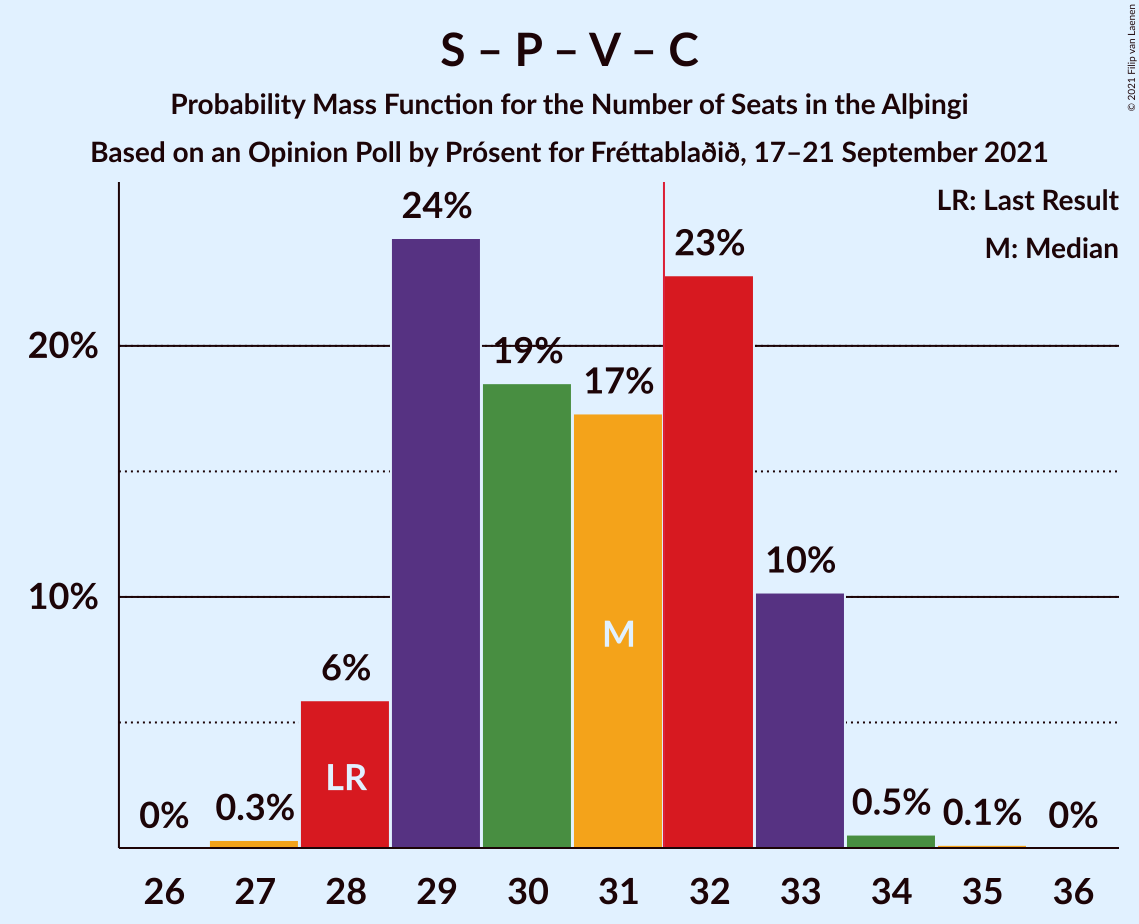 S – P – V – C
Probability Mass Function for the Number of Seats in the Alþingi
Based on an Opinion Poll by Prósent for Fréttablaðið, 17–21 September 2021
© 2021 Filip van Laenen
LR: Last Result
M: Median
20%
10%
0%
0.3%
6%
24%
19%
17%
23%
10%
0.5%
0.1%
0%
LR
M
26 27 28 29 30 31 32 33 34 35 36